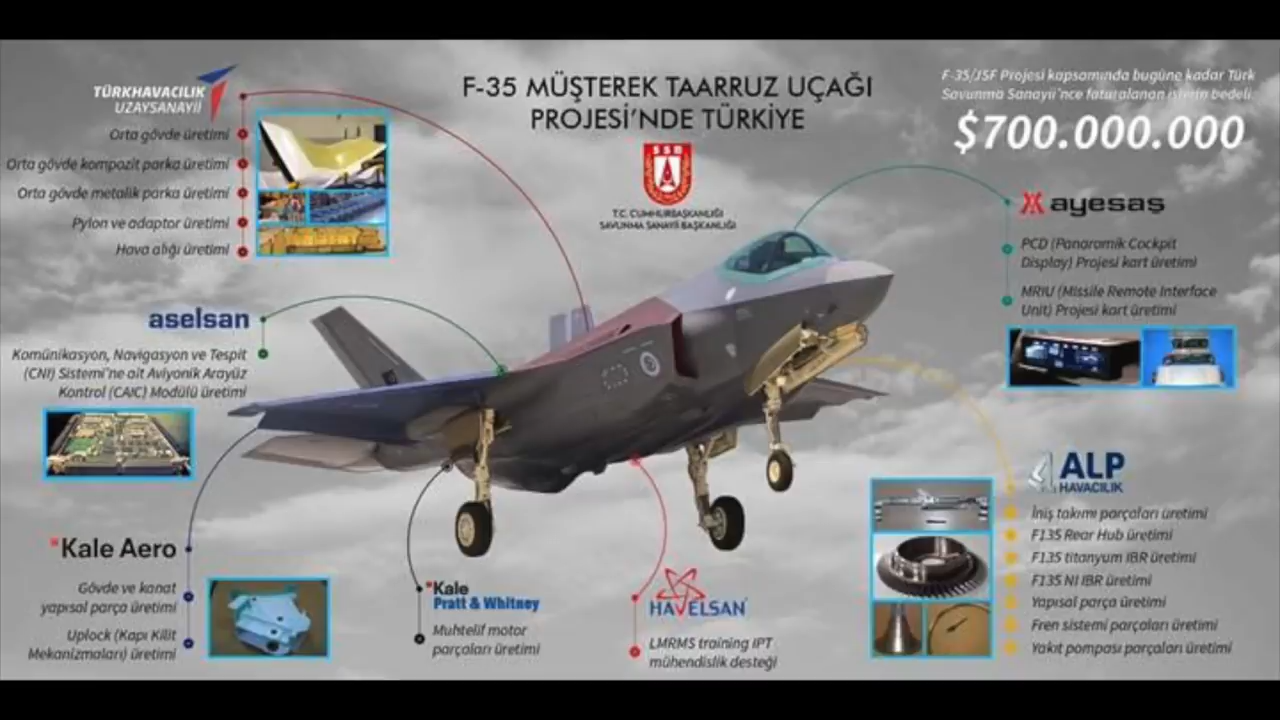 F-35 MÜŞTEREK TAARRUZ UÇAĞI
PROJESİ'NDE TÜRKİYE
SSB
T.C. CUMHURBAŞKANLIĞI
SAVUNMA SANAYİİ BAŞKANLIĞI
F-35/JSF Projesi kapsamında bugüne kadar Türk
Savunma Sanayii'nce faturalanan işlerin bedeli:
$700.000.000
TÜRKHAVACILIK
UZAYSANAYİİ
Orta gövde üretimi
Orta gövde kompozit parka üretimi
Orta gövde metalik parka üretimi
Pylon ve adaptor üretimi
Hava alığı üretimi
aselsan
Komünikasyon, Navigasyon ve Tespit
(CNI) Sistemi'ne ait Aviyonik Arayüz
Kontrol (CAIC) Modülü üretimi
Kale Aero
Gövde ve kanat
yapısal parça üretimi
Uplock (Kapı Kilit
Mekanizmaları) üretimi
Kale
Pratt & Whitney
Muhtelif motor
parçaları üretimi
HAVELSAN
LMRMS training IPT
mühendislik desteği
ayesaş
PCD (Panaromik Cockpit
Display) Projesi kart üretimi
MRIU (Missile Remote Interface
Unit) Projesi kart üretimi
ALP
HAVACILIK
İniş takımı parçaları üretimi
F135 Rear Hub üretimi
F135 titanyum IBR üretimi
F135 NI IBR üretimi
Yapısal parça üretimi
Fren sistemi parçaları üretimi
Yakıt pompası parçaları üretimi